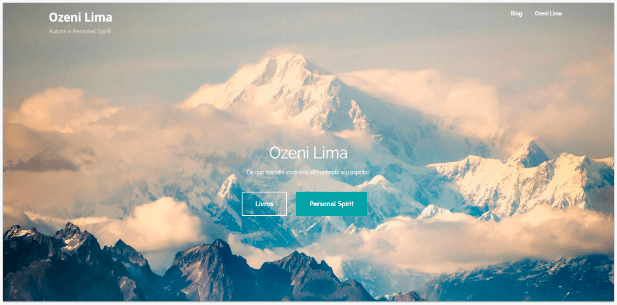 Ozeni Lima
Autora e Personal Spirit
Blog Ozeni Lima
Ozeni Lima
De que maneira você está alimentando seu espírito?
Livros Personal Spirit